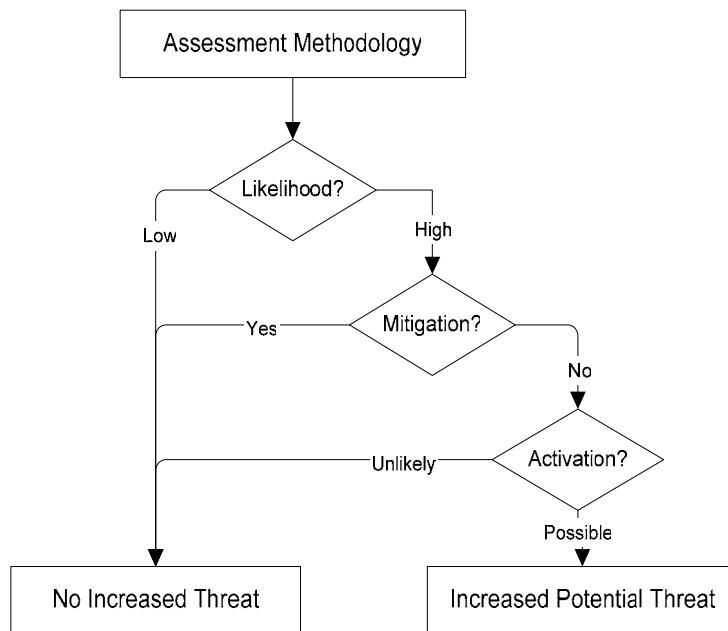 Assessment Methodology
Likelihood?
Low
High
Mitigation?
Yes
No
Activation?
Unlikely
Possible
No Increased Threat
Increased Potential Threat